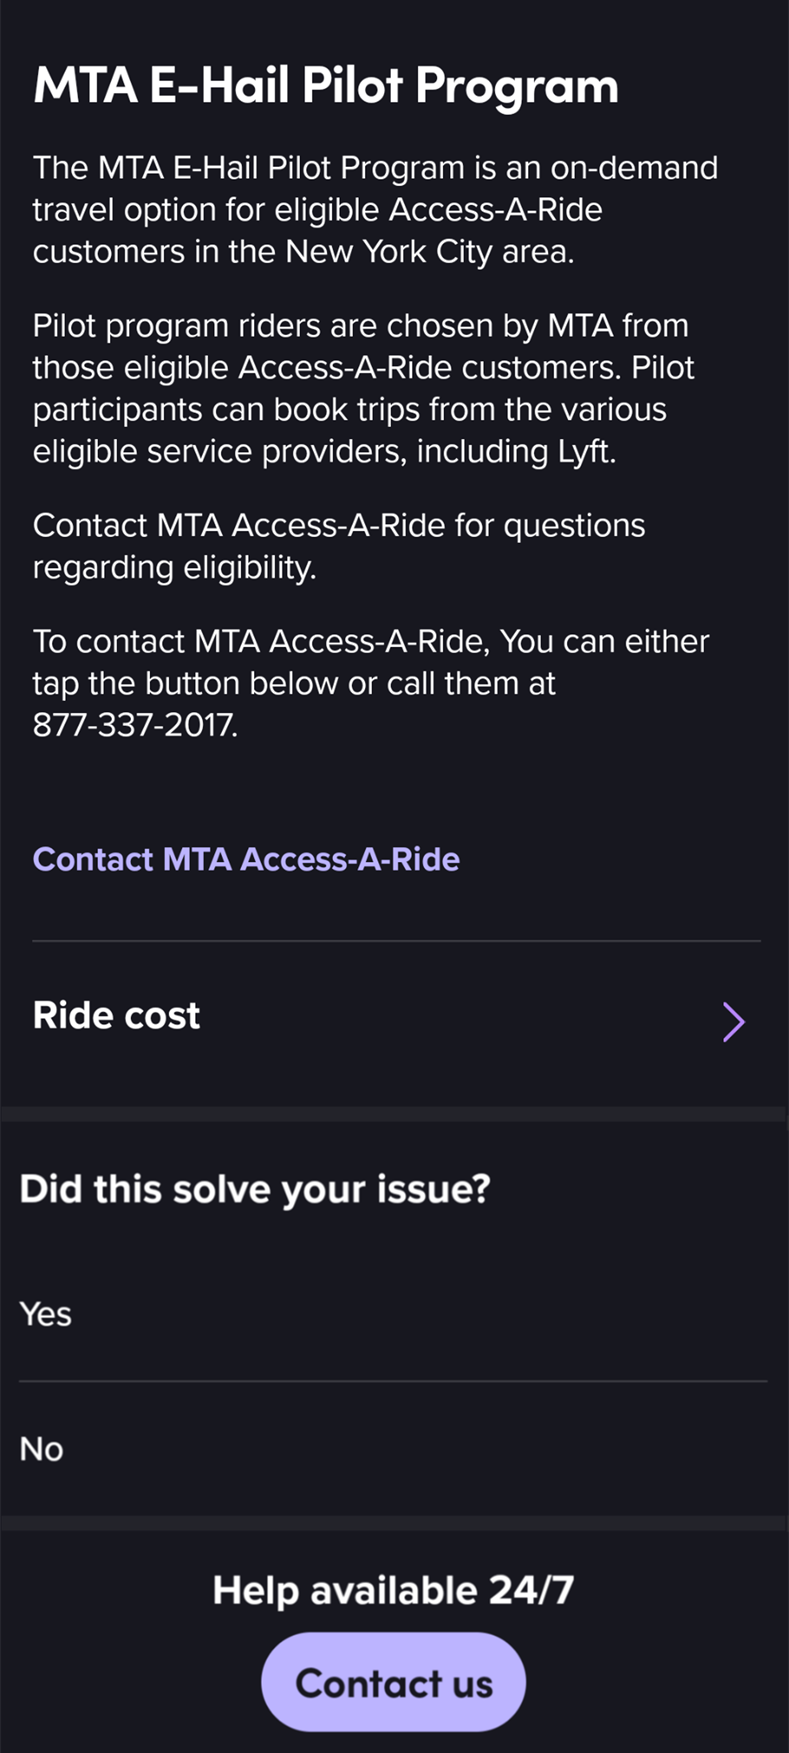 MTA E-Hail Pilot Program
The MTA E-Hail Pilot Program is an on-demand
travel option for eligible Access-A-Ride
customers in the New York City area.
Pilot program riders are chosen by MTA from
those eligible Access-A-Ride customers. Pilot
participants can book trips from the various
eligible service providers, including Lyft.
Contact MTA Access-A-Ride for questions
regarding eligibility.
To contact MTA Access-A-Ride, You can either
tap the button below or call them at
877-337-2017.
Contact MTA Access-A-Ride
Ride cost
Did this solve your issue?
Yes
No
Help available 24/7
Contact us